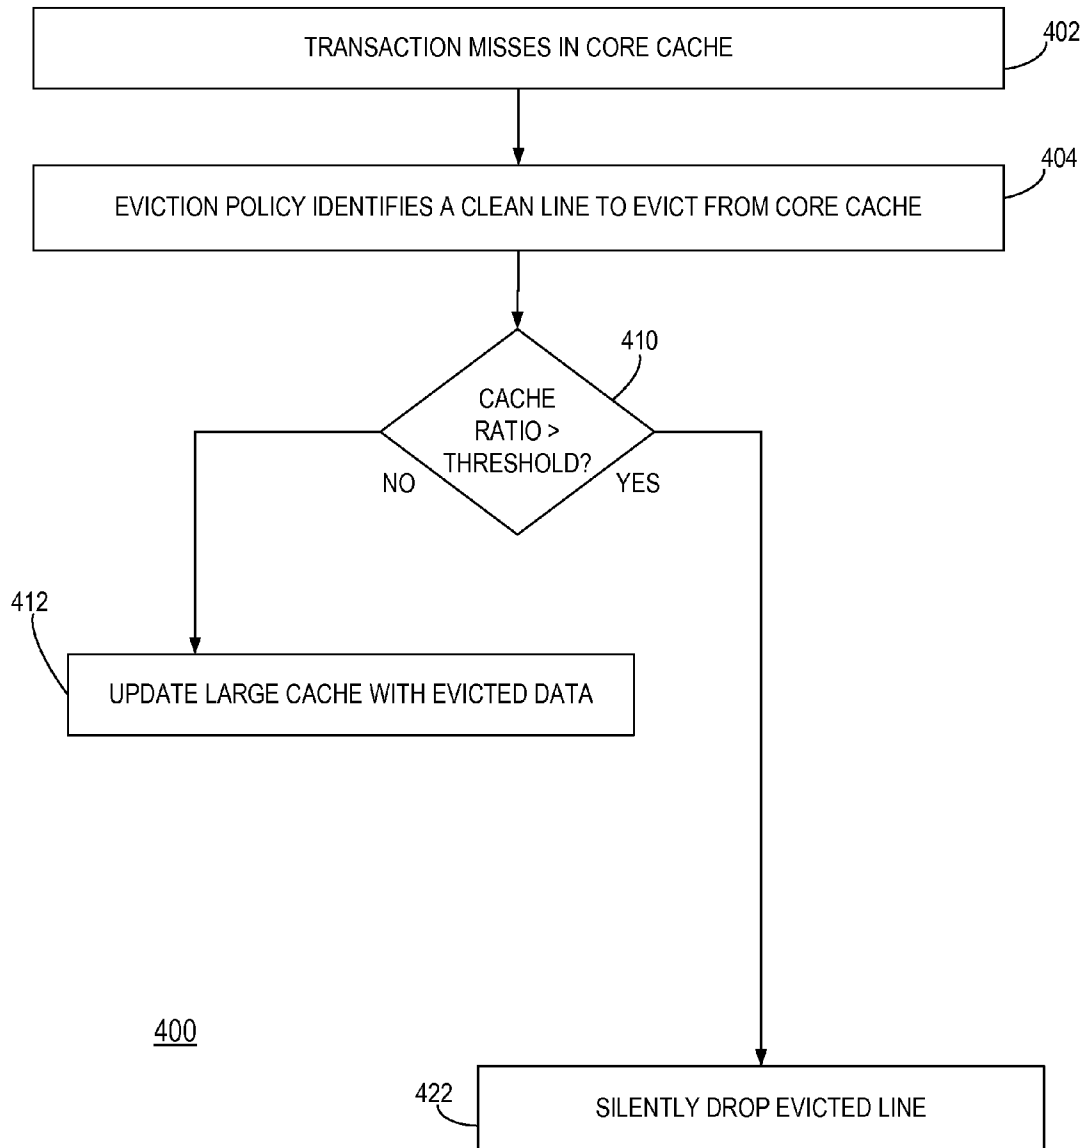 TRANSACTION MISSES IN CORE CACHE
402
404
EVICTION POLICY IDENTIFIES A CLEAN LINE TO EVICT FROM CORE CACHE
410
CACHE
RATIO >
THRESHOLD?
NO
YES
412
UPDATE LARGE CACHE WITH EVICTED DATA
400
422
SILENTLY DROP EVICTED LINE